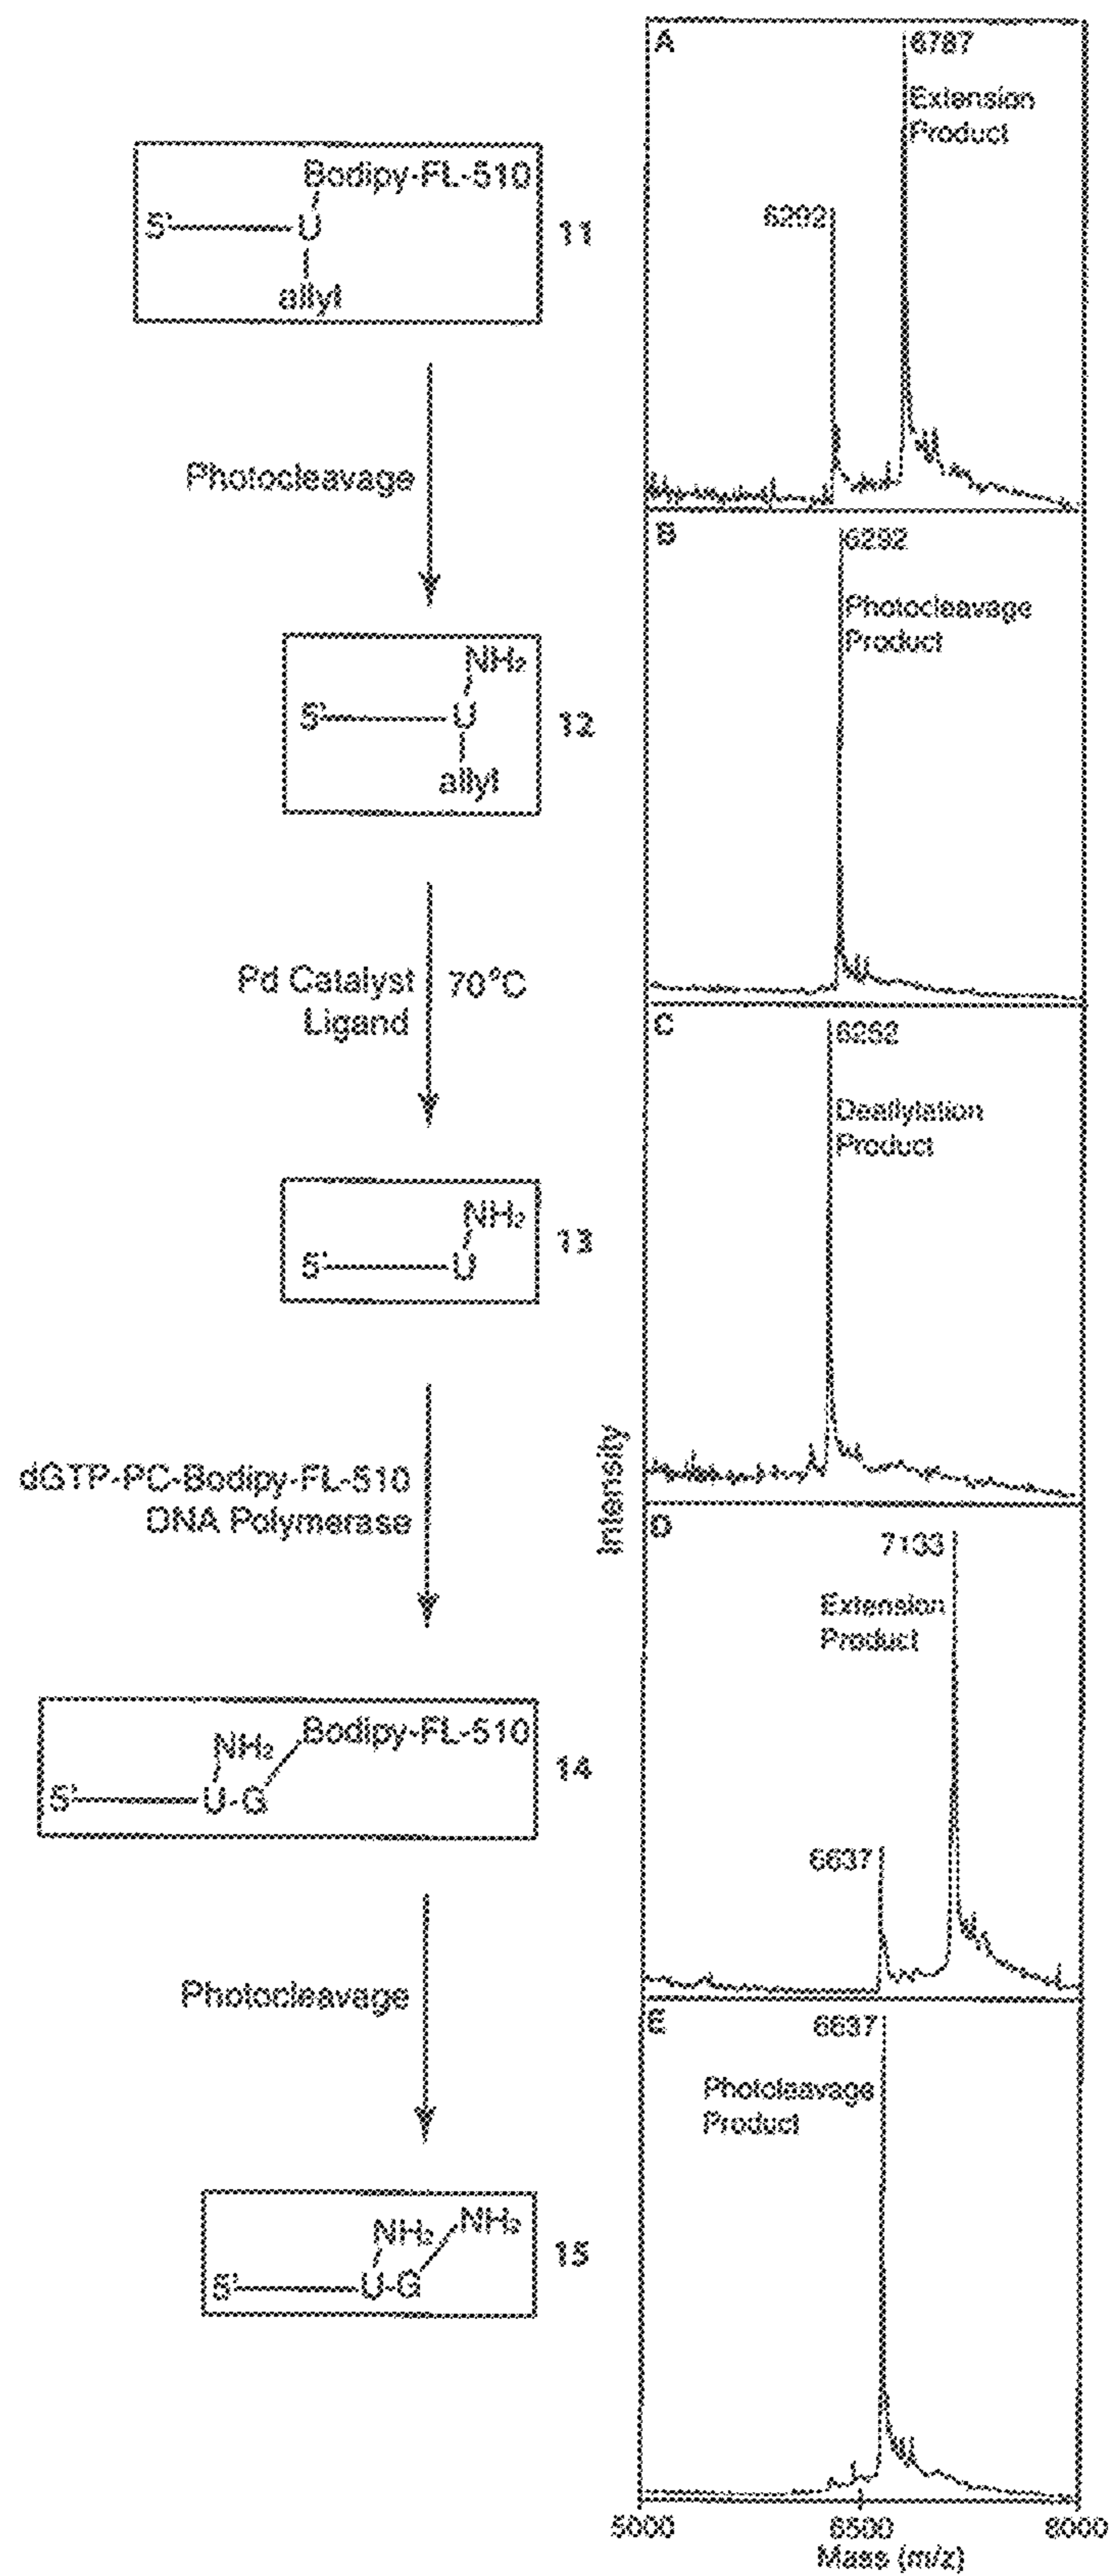 A
6787
Extension
Product
6292
Bodipy-FL-510
5'
U
allyl
11
Photocleavage
B
6292
Photocleavage
Product
NH₂
5'
U
allyl
12
Pd Catalyst
70°C
Ligand
C
6252
Deallylation
Product
NH₂
5'
U
13
dGTP-PC-Bodipy-FL-510
DNA Polymerase
Intensity
D
7133
Extension
Product
6637
Bodipy-FL-510
NH₂
5'
U-G
14
Photocleavage
E
6637
Photcleavage
Product
NH₂
NH₂
5'
U-G
15
5000
6500
8000
Mass (m/z)